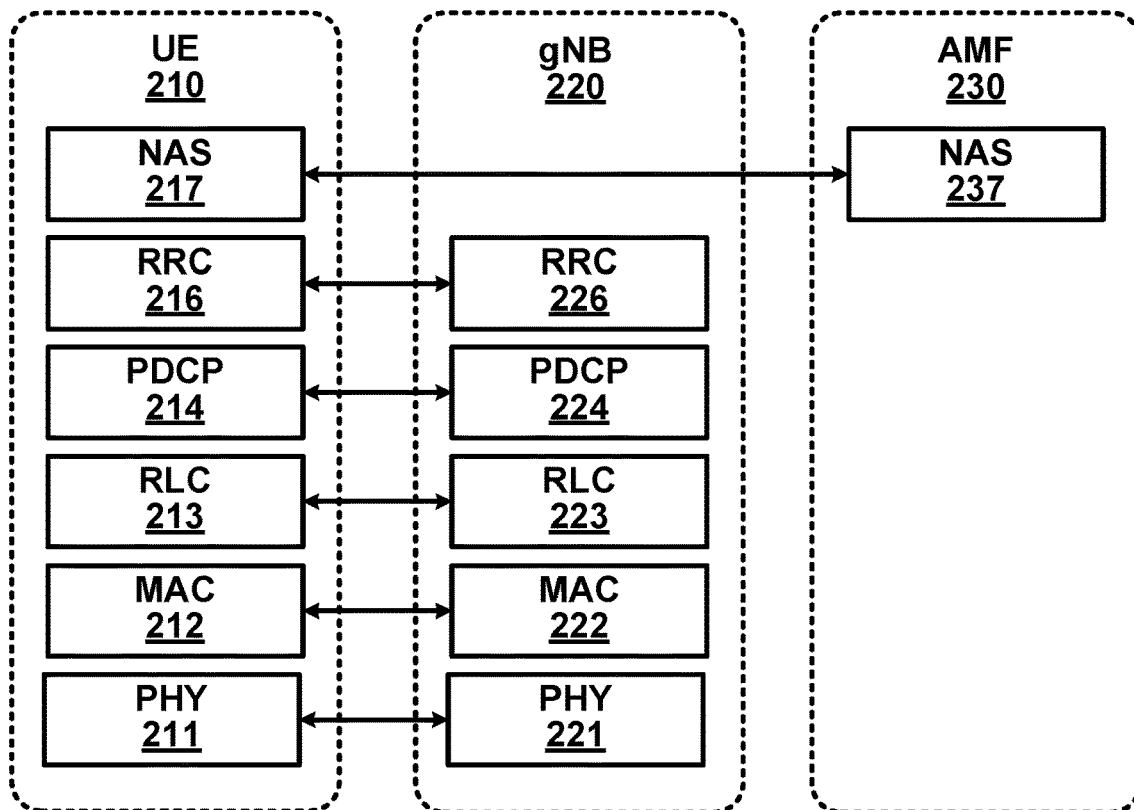 UE
210
gNB
220
AMF
230
NAS
217
NAS
237
RRC
216
RRC
226
PDCP
214
PDCP
224
RLC
213
RLC
223
MAC
212
MAC
222
PHY
211
PHY
221